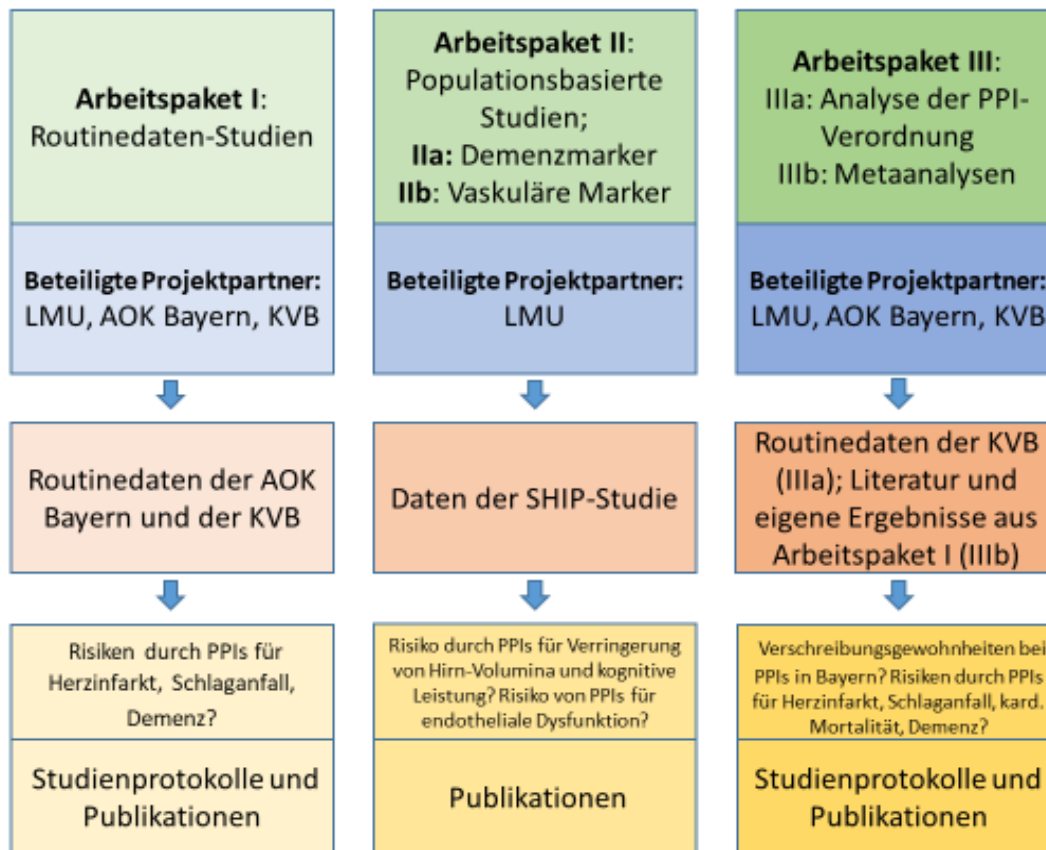 Arbeitspaket I:
Routinedaten-Studien
Beteiligte Projektpartner:
LMU, AOK Bayern, KVB
Routinedaten der AOK
Bayern und der KVB
Risiken durch PPIs für
Herzinfarkt, Schlaganfall,
Demenz?
Studienprotokolle und
Publikationen
Arbeitspaket II:
Populationsbasierte
Studien;
IIa: Demenzmarker
IIb: Vaskuläre Marker
Beteiligte Projektpartner:
LMU
Daten der SHIP-Studie
Risiko durch PPIs für Verringerung
von Hirn-Volumina und kognitive
Leistung? Risiko von PPIs für
endotheliale Dysfunktion?
Publikationen
Arbeitspaket III:
IIIa: Analyse der PPI-
Verordnung
IIIb: Metaanalysen
Beteiligte Projektpartner:
LMU, AOK Bayern, KVB
Routinedaten der KVB
(IIIa); Literatur und
eigene Ergebnisse aus
Arbeitspaket I (IIIb)
Verschreibungsgewohnheiten bei
PPIs in Bayern? Risiken durch PPIs
für Herzinfarkt, Schlaganfall, kard.
Mortalität, Demenz?
Studienprotokolle und
Publikationen